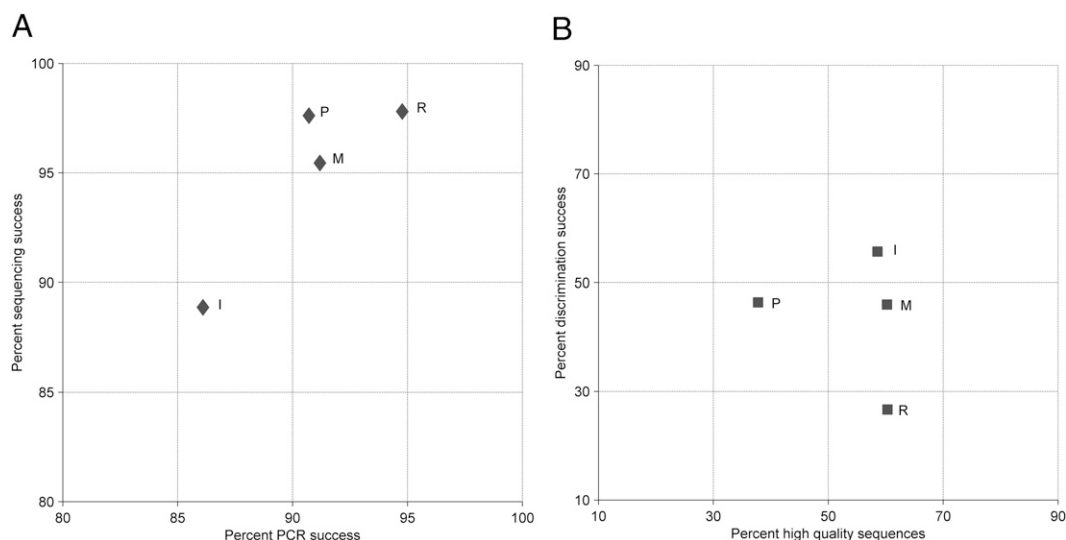 A
B
Percent sequencing success
100
95
90
85
80
P
R
M
I
80
85
90
95
100
Percent PCR success
Percent discrimination success
90
70
50
30
10
I
P
M
R
10
30
50
70
90
Percent high quality sequences